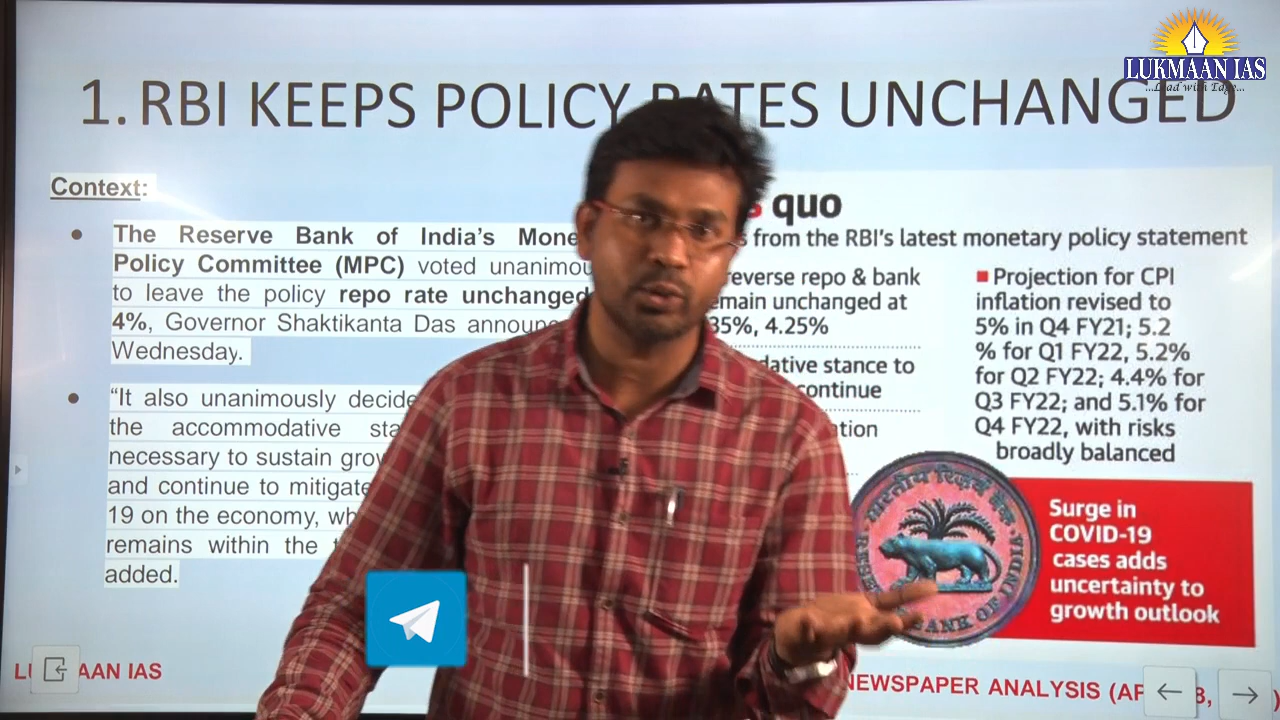 LUKMAAN IAS
...Lead with Edge...
1. RBI KEEPS POLICY RATES UNCHANGED
Context:
The Reserve Bank of India's
Policy Committee (MPC) voted
to leave the policy repo rate unchanged
4%, Governor Shaktikanta Das
Wednesday.
"It also unanimously
the accommodative
necessary to sustain
and continue to mitigate
19 on the economy,
remains within the
added.
quo
from the RBI's latest monetary policy statement
reverse repo & bank
unchanged at
35%, 4.25%
stance to
continue
Projection for CPI
inflation revised to
5% in Q4 FY21; 5.2
% for Q1 FY22, 5.2%
for Q2 FY22; 4.4% for
Q3 FY22; and 5.1% for
Q4 FY22, with risks
broadly balanced
Surge in
COVID-19
cases adds
uncertainty to
growth outlook
भारतीय रिज़र्व बैंक
BANK OF INDIA
IAS
NEWSPAPER ANALYSIS